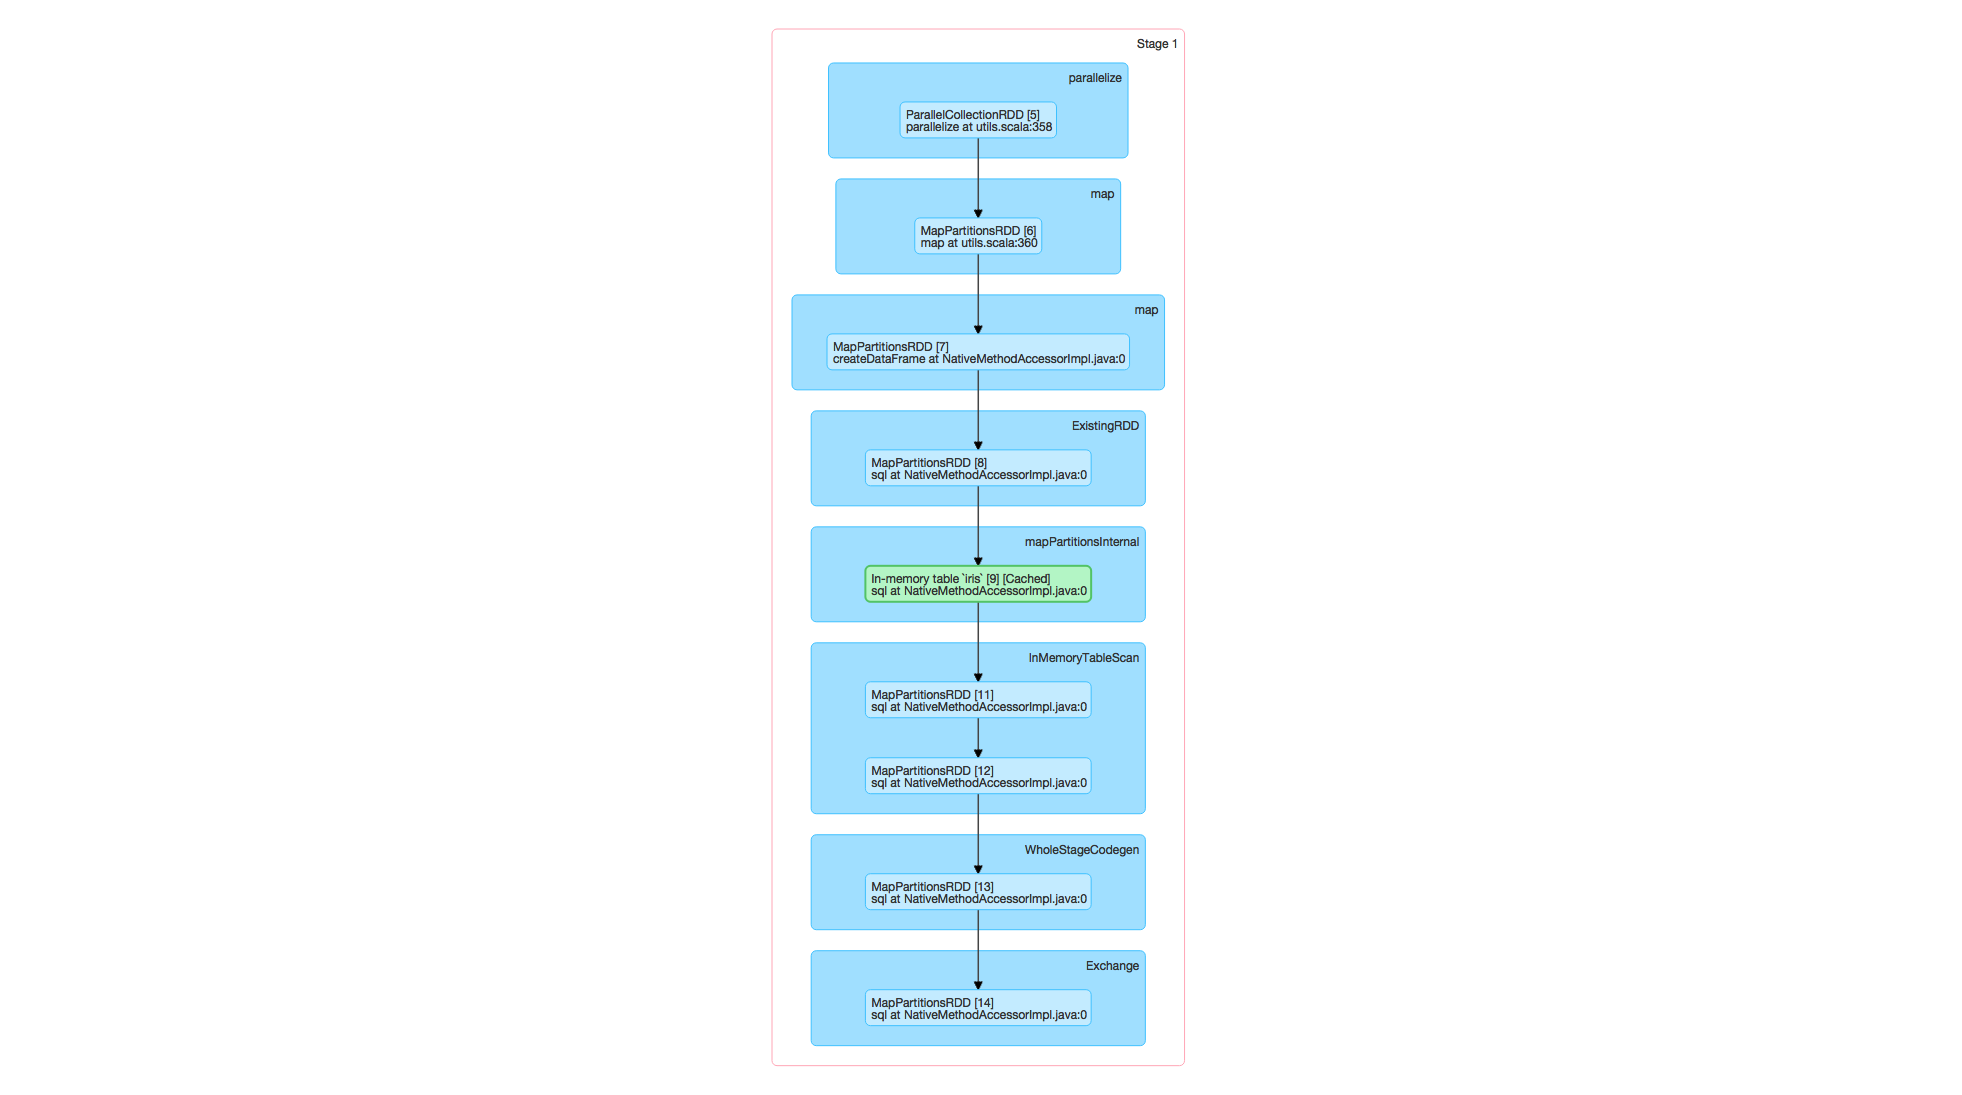 Stage 1
parallelize
ParallelCollectionRDD [5]
parallelize at utils.scala:358
map
MapPartitionsRDD [6]
map at utils.scala:360
map
MapPartitionsRDD [7]
createDataFrame at NativeMethodAccessorImpl.java:0
ExistingRDD
MapPartitionsRDD [8]
sql at NativeMethodAccessorImpl.java:0
mapPartitionsInternal
In-memory table `iris` [9] [Cached]
sql at NativeMethodAccessorImpl.java:0
InMemoryTableScan
MapPartitionsRDD [11]
sql at NativeMethodAccessorImpl.java:0
MapPartitionsRDD [12]
sql at NativeMethodAccessorImpl.java:0
WholeStageCodegen
MapPartitionsRDD [13]
sql at NativeMethodAccessorImpl.java:0
Exchange
MapPartitionsRDD [14]
sql at NativeMethodAccessorImpl.java:0